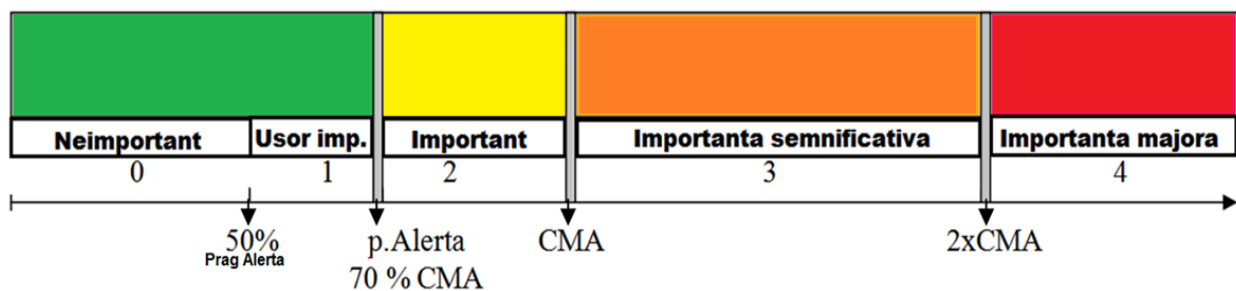 Neimportant
Usor imp.
Important
Importanta semnificativa
Importanta majora
0
1
2
3
4
50%
Prag Alerta
p.Alerta
70 % CMA
CMA
2xCMA